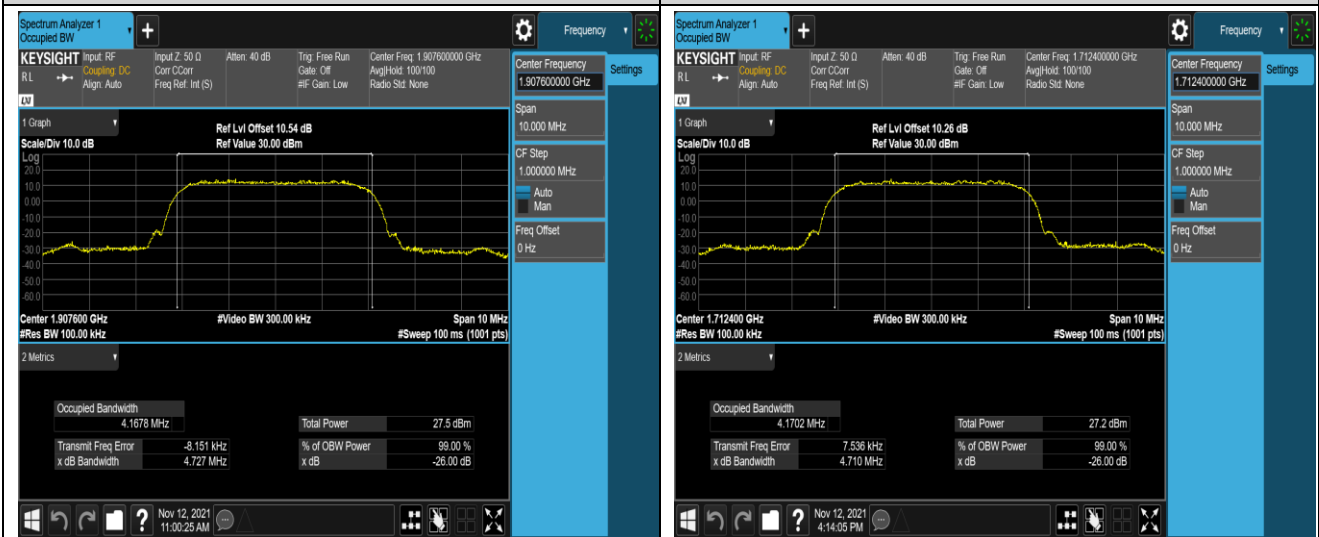 Spectrum Analyzer 1
Occupied BW
Frequency
KEYSIGHT
Input: RF
Coupling: DC
Align: Auto
Input Z: 50 Ω
Corr CCorr
Freq Ref: Int (S)
Atten: 40 dB
Trig: Free Run
Gate: Off
#IF Gain: Low
Center Freq: 1.907600000 GHz
Avg|Hold: 100/100
Radio Std: None
R L
LXI
Center Frequency
1.907600000 GHz
Settings
Span
10.000 MHz
CF Step
1.000000 MHz
Auto
Man
Freq Offset
0 Hz
1 Graph
Ref Lvl Offset 10.54 dB
Scale/Div 10.0 dB
Ref Value 30.00 dBm
Log
20.0
10.0
0.00
-10.0
-20.0
-30.0
-40.0
-50.0
-60.0
Center 1.907600 GHz
#Video BW 300.00 kHz
Span 10 MHz
#Res BW 100.00 kHz
#Sweep 100 ms (1001 pts)
2 Metrics
Occupied Bandwidth
4.1678 MHz
Total Power 27.5 dBm
Transmit Freq Error -8.151 kHz
% of OBW Power 99.00 %
x dB Bandwidth 4.727 MHz
x dB -26.00 dB
?
Nov 12, 2021
11:00:25 AM
Spectrum Analyzer 1
Occupied BW
Frequency
KEYSIGHT
Input: RF
Coupling: DC
Align: Auto
Input Z: 50 Ω
Corr CCorr
Freq Ref: Int (S)
Atten: 40 dB
Trig: Free Run
Gate: Off
#IF Gain: Low
Center Freq: 1.712400000 GHz
Avg|Hold: 100/100
Radio Std: None
R L
LXI
Center Frequency
1.712400000 GHz
Settings
Span
10.000 MHz
CF Step
1.000000 MHz
Auto
Man
Freq Offset
0 Hz
1 Graph
Ref Lvl Offset 10.26 dB
Scale/Div 10.0 dB
Ref Value 30.00 dBm
Log
20.0
10.0
0.00
-10.0
-20.0
-30.0
-40.0
-50.0
-60.0
Center 1.712400 GHz
#Video BW 300.00 kHz
Span 10 MHz
#Res BW 100.00 kHz
#Sweep 100 ms (1001 pts)
2 Metrics
Occupied Bandwidth
4.1702 MHz
Total Power 27.2 dBm
Transmit Freq Error 7.536 kHz
% of OBW Power 99.00 %
x dB Bandwidth 4.710 MHz
x dB -26.00 dB
?
Nov 12, 2021
4:14:05 PM